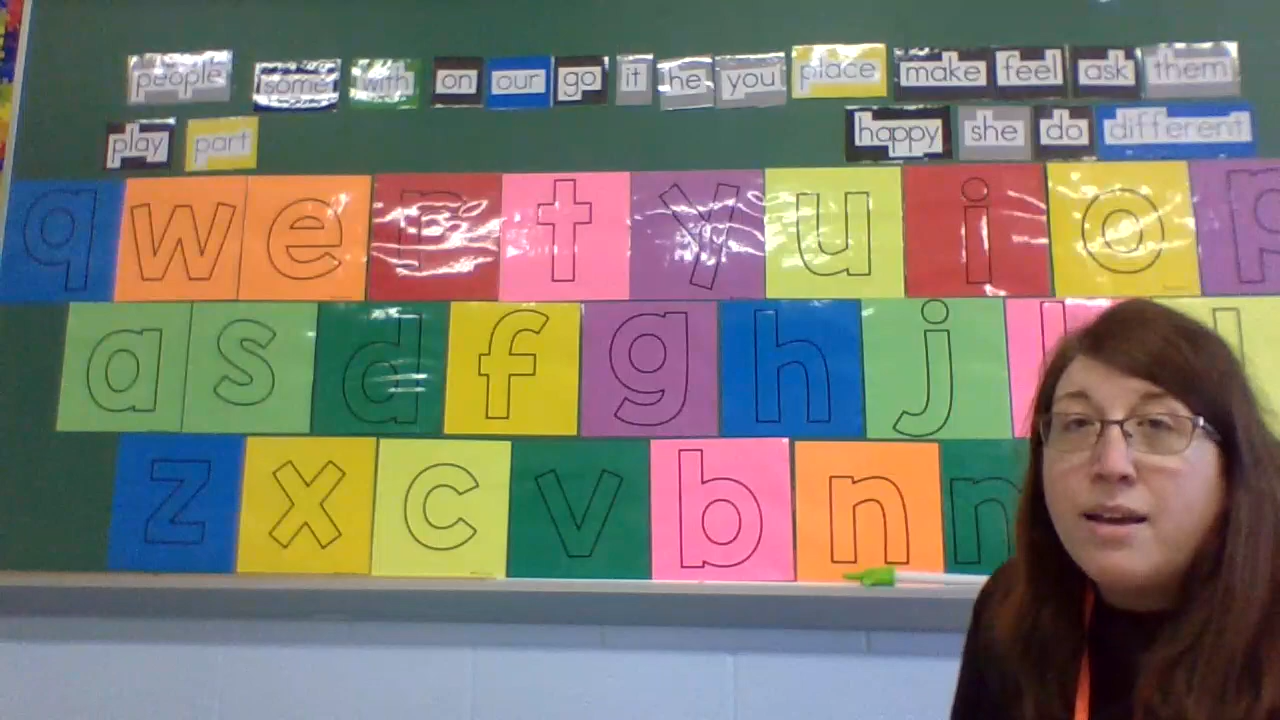 people some with on our go it he you place make feel ask them
play part happy she do different
q w e r t y u i o p
a s d f g h j
z x c v b n